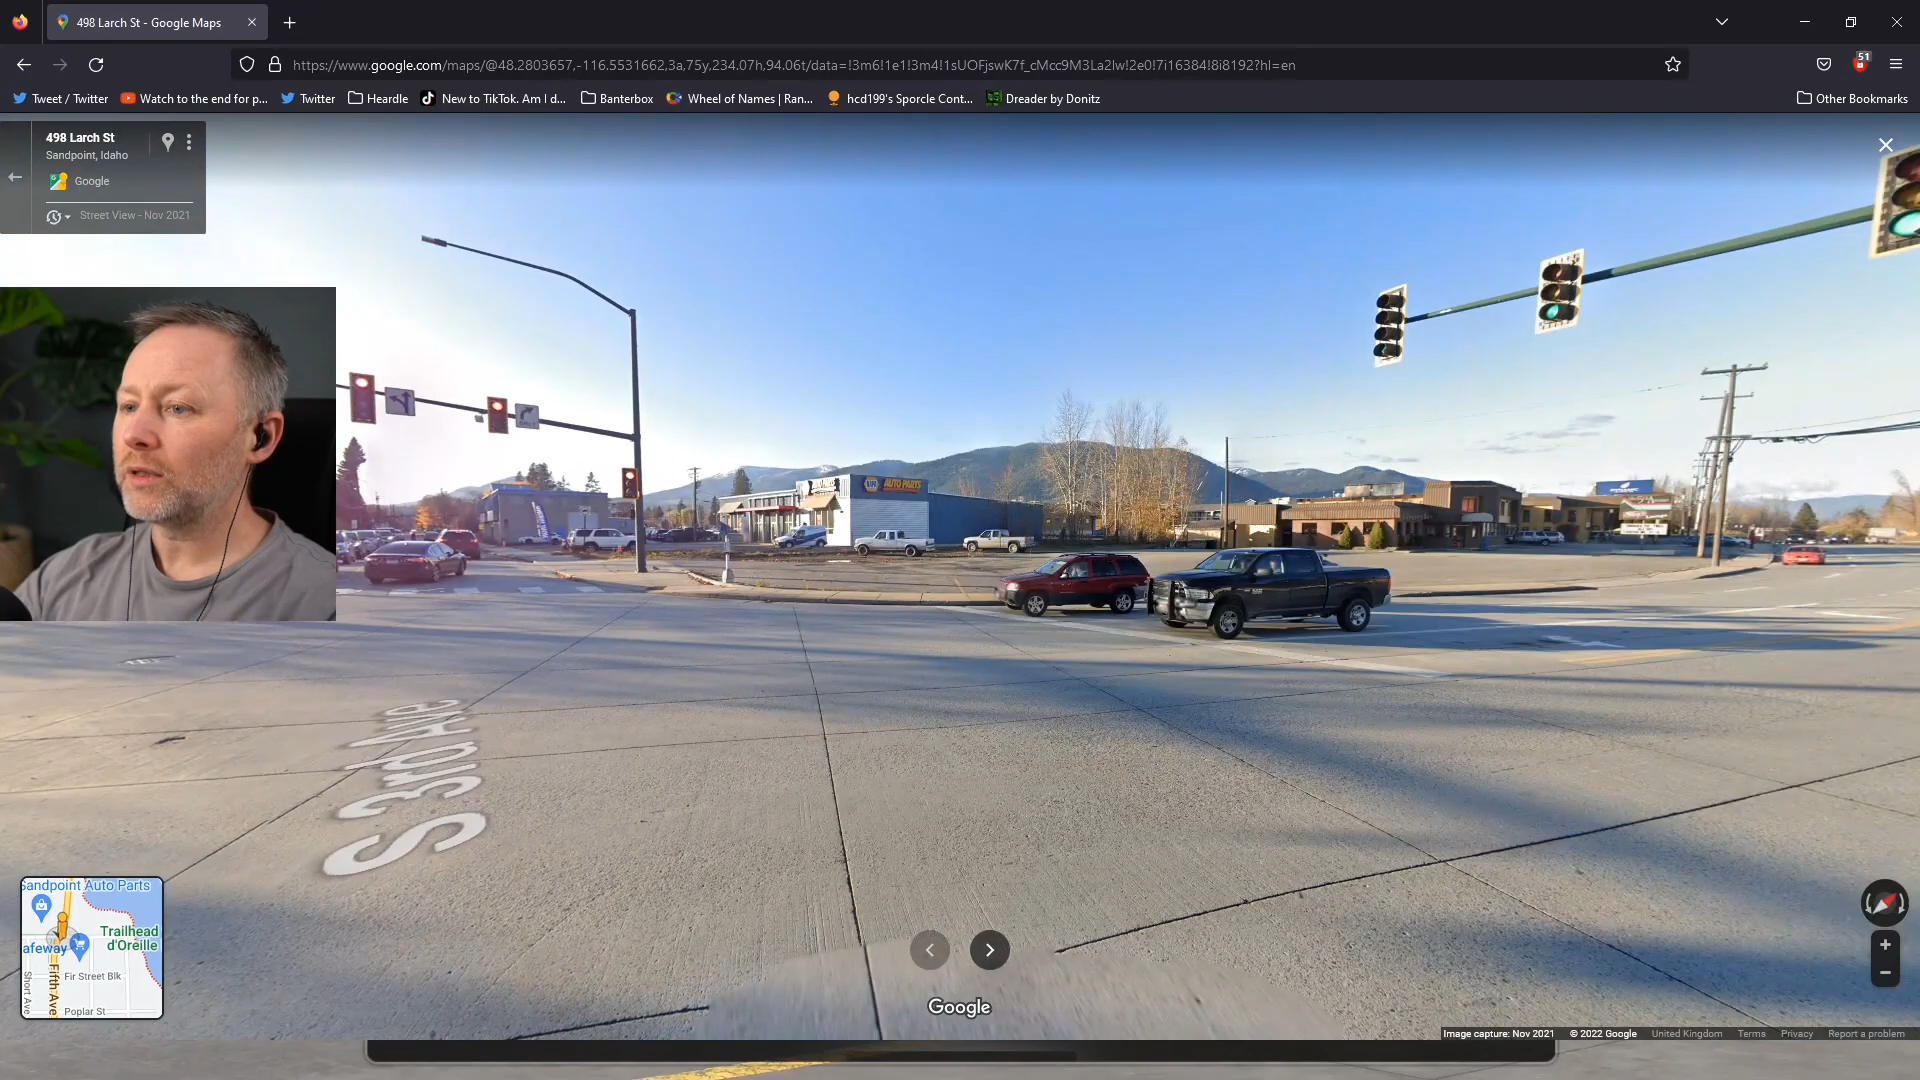 498 Larch St - Google Maps
https://www.google.com/maps/@48.2803657,-116.5531662,3a,75y,234.07h,94.06t/data=!3m6!1e1!3m4!1sUOFjswK7f_cMcc9M3La2lw!2e0!7i16384!8i8192?hl=en
51
Tweet / Twitter
Watch to the end for p...
Twitter
Heardle
New to TikTok. Am I d...
Banterbox
Wheel of Names | Ran...
hcd199's Sporcle Cont...
Dreader by Donitz
Other Bookmarks
498 Larch St
Sandpoint, Idaho
Google
Street View - Nov 2021
NAPA AUTO PARTS
S 3rd Ave
Sandpoint Auto Parts
Trailhead
d'Oreille
afeway
Fir Street Blk
Short Ave
Fifth Ave
Poplar St
Google
Image capture: Nov 2021
© 2022 Google
United Kingdom
Terms
Privacy
Report a problem